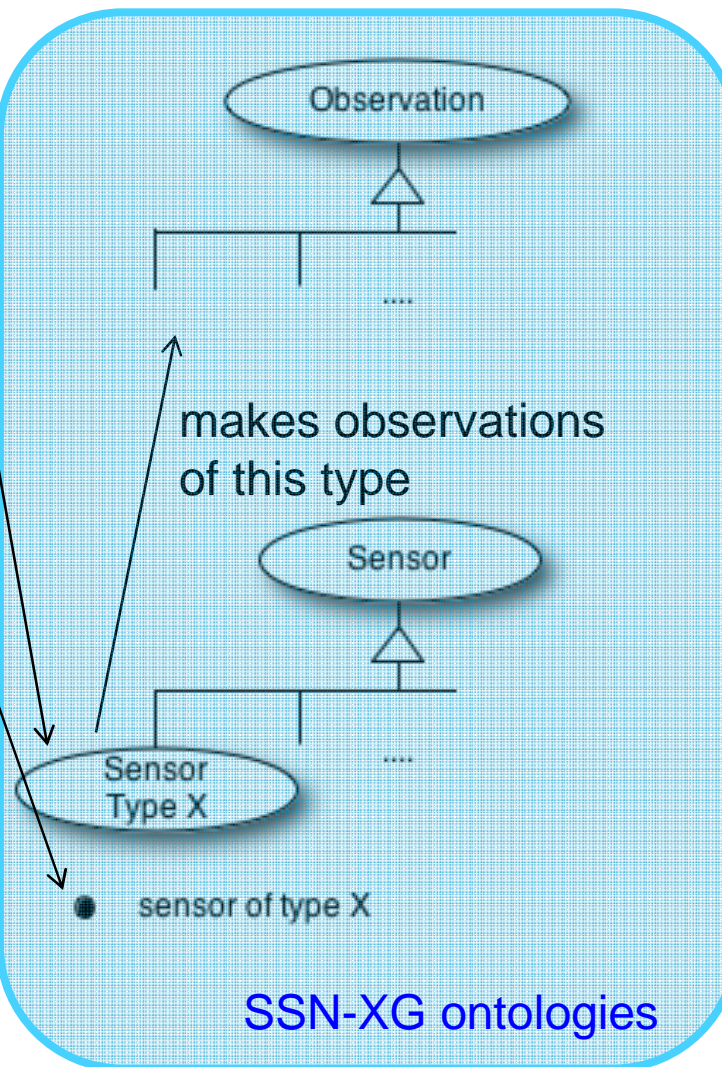 Observation
....
makes observations
of this type
Sensor
....
Sensor
Type X
sensor of type X
SSN-XG ontologies